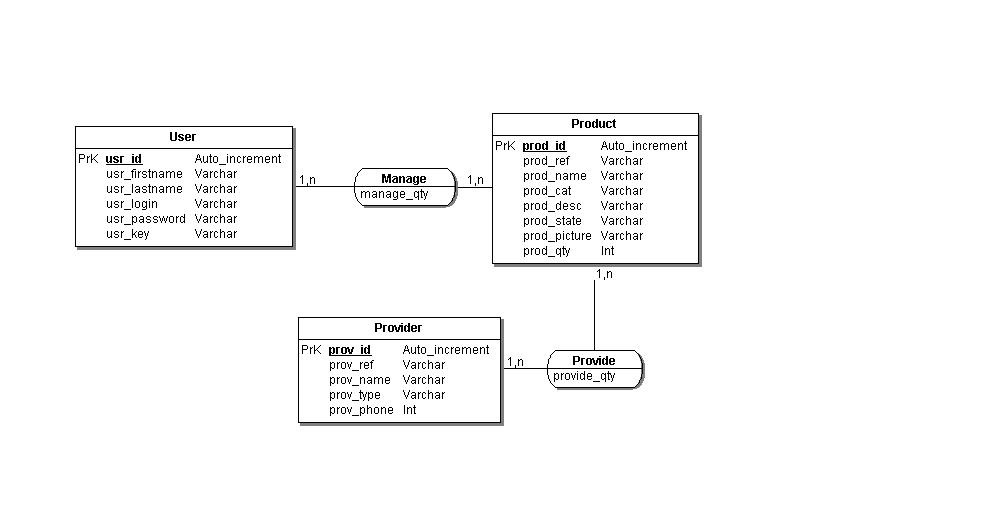 User
PrK usr_id Auto_increment
usr_firstname Varchar
usr_lastname Varchar
usr_login Varchar
usr_password Varchar
usr_key Varchar
1,n
Manage
manage_qty
1,n
Product
PrK prod_id Auto_increment
prod_ref Varchar
prod_name Varchar
prod_cat Varchar
prod_desc Varchar
prod_state Varchar
prod_picture Varchar
prod_qty Int
1,n
Provider
PrK prov_id Auto_increment
prov_ref Varchar
prov_name Varchar
prov_type Varchar
prov_phone Int
1,n
Provide
provide_qty